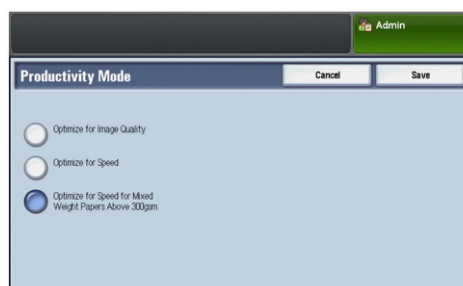 Admin
Productivity Mode
Cancel
Save
Optimize for Image Quality
Optimize for Speed
Optimize for Speed for Mixed
Weight Papers Above 300gsm